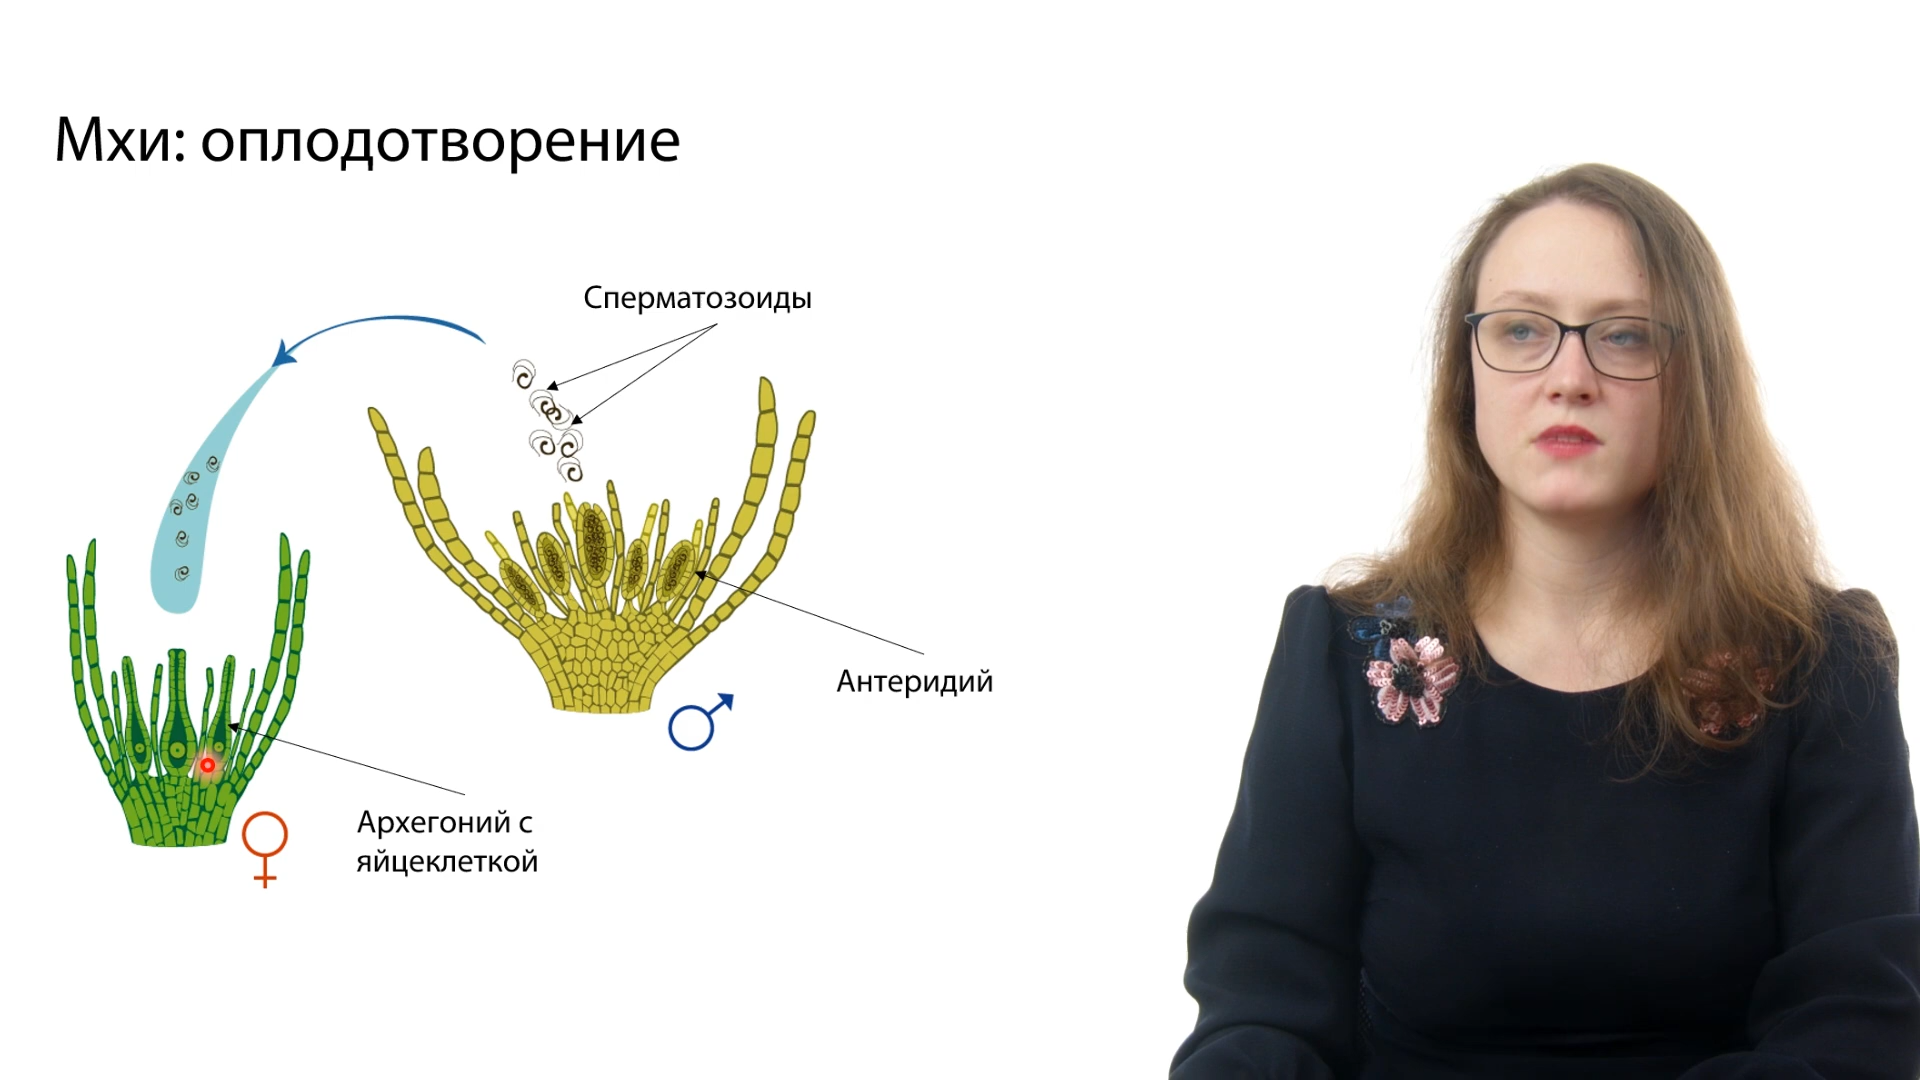 Мхи: оплодотворение
Сперматозоиды
Антеридий
Архегоний с
яйцеклеткой